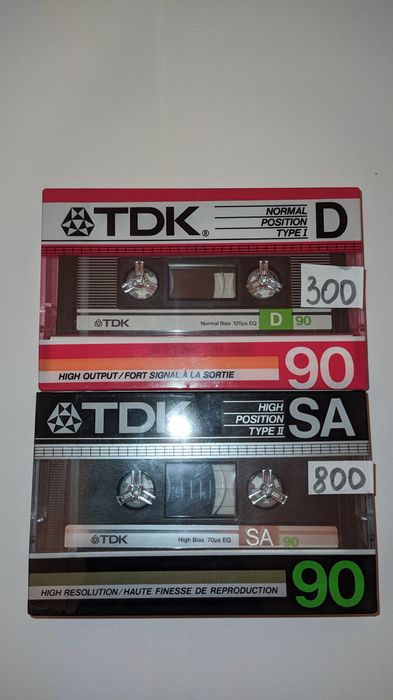 TDK® NORMAL POSITION TYPE I D
300
TDK Normal Bias 120μs EQ D 90
HIGH OUTPUT/FORT SIGNAL À LA SORTIE 90
TDK HIGH POSITION TYPE II SA
800
TDK High Bias 70μs EQ SA 90
HIGH RESOLUTION/HAUTE FINESSE DE REPRODUCTION 90